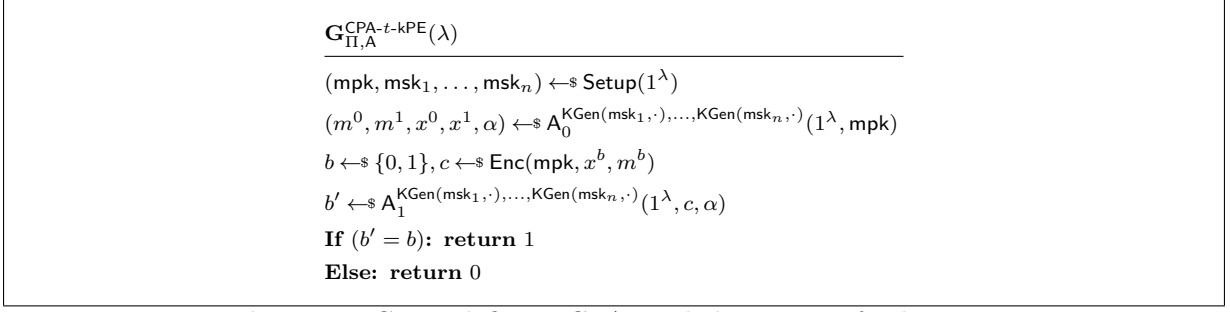 G^{CPA-t-kPE}_{Π,A}(λ)
(mpk, msk_1, . . . , msk_n) ←$ Setup(1^λ)
(m^0, m^1, x^0, x^1, α) ←$ A_0^{KGen(msk_1,·),...,KGen(msk_n,·)}(1^λ, mpk)
b ←$ {0, 1}, c ←$ Enc(mpk, x^b, m^b)
b′ ←$ A_1^{KGen(msk_1,·),...,KGen(msk_n,·)}(1^λ, c, α)
If (b′ = b): return 1
Else: return 0